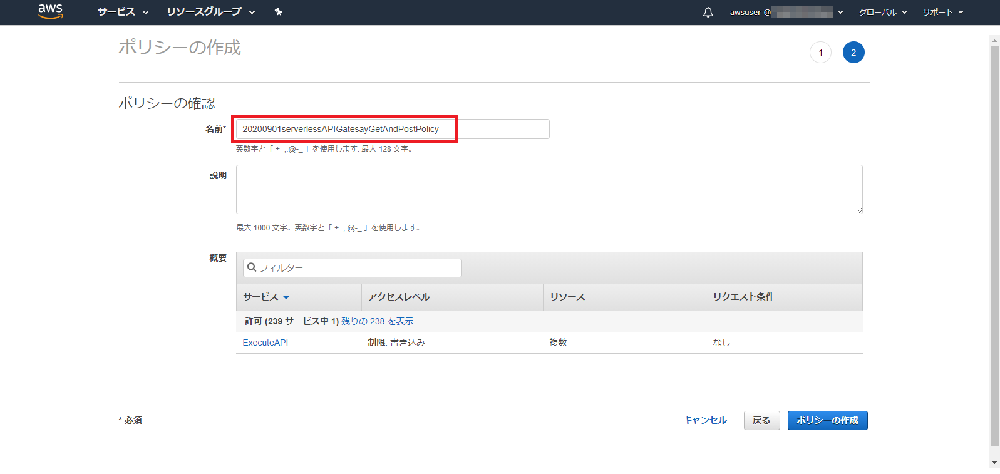 aws サービス リソースグループ awsuser @ グローバル サポート
ポリシーの作成 1 2
ポリシーの確認
名前* 20200901serverlessAPIGatesayGetAndPostPolicy
英数字と「 +=,.@-_ 」を使用します. 最大 128 文字。
説明
最大 1000 文字。英数字と「 +=,.@-_ 」を使用します。
概要 フィルター
サービス アクセスレベル リソース リクエスト条件
許可 (239 サービス中 1) 残りの 238 を表示
ExecuteAPI 制限: 書き込み 複数 なし
* 必須 キャンセル 戻る ポリシーの作成